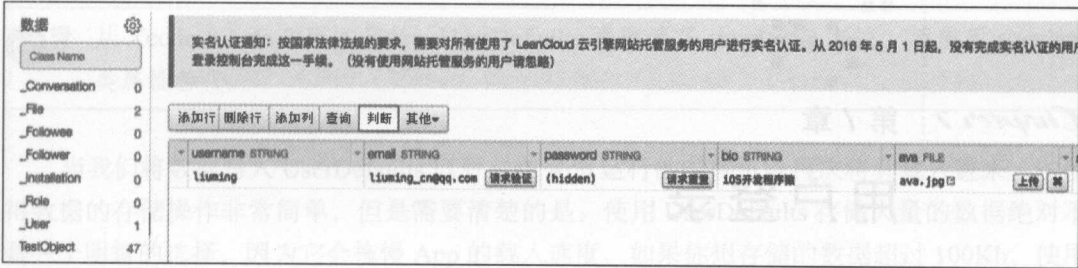 数据
Class Name
_Conversation 0
_File 2
_Followee 0
_Follower 0
_Installation 0
_Role 0
_User 1
TestObject 47
实名认证通知：按国家法律法规的要求，需要对所有使用了 LeanCloud 云引擎网站托管服务的用户进行实名认证。从 2016 年 5 月 1 日起，没有完成实名认证的用户
登录控制台完成这一手续。（没有使用网站托管服务的用户请忽略）
添加行 删除行 添加列 查询 判断 其他
username STRING email STRING password STRING bio STRING ava FILE
liuming liuming_cn@qq.com 请求验证 (hidden) 请求重置 iOS开发程序猿 ava.jpg 上传